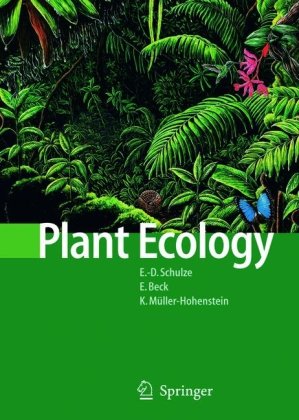 Plant Ecology
E.-D. Schulze
E. Beck
K. Müller-Hohenstein
Springer